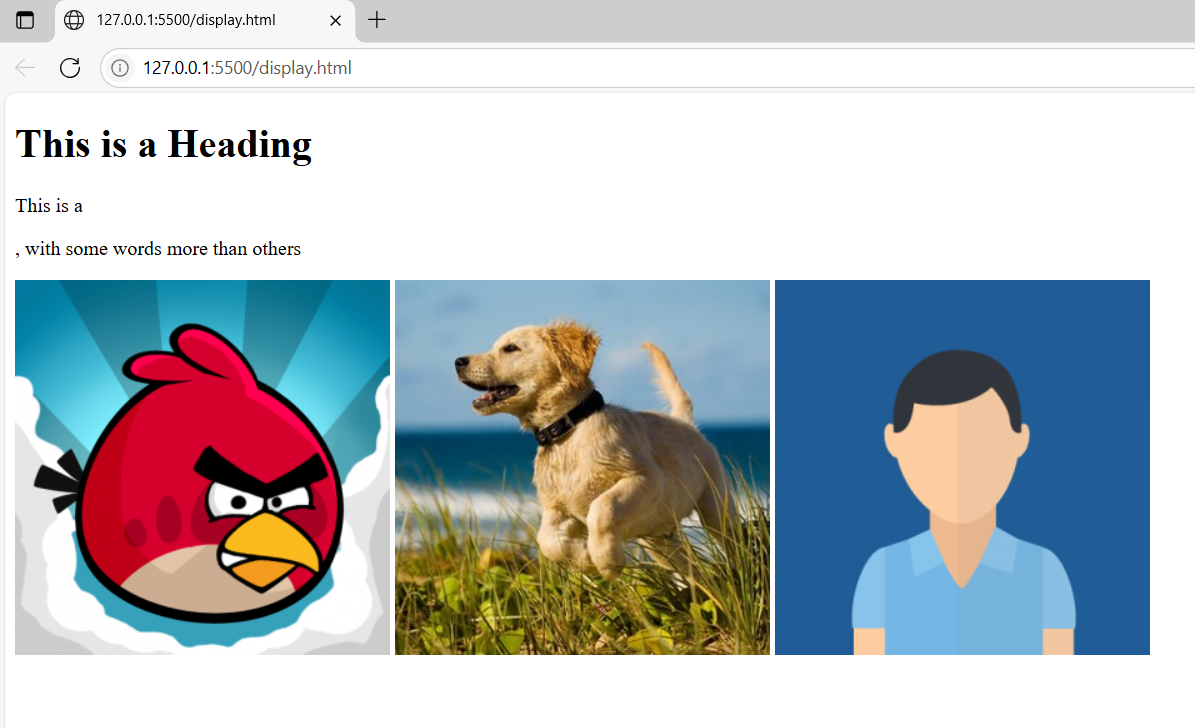 127.0.0.1:5500/display.html
127.0.0.1:5500/display.html
This is a Heading
This is a
, with some words more than others